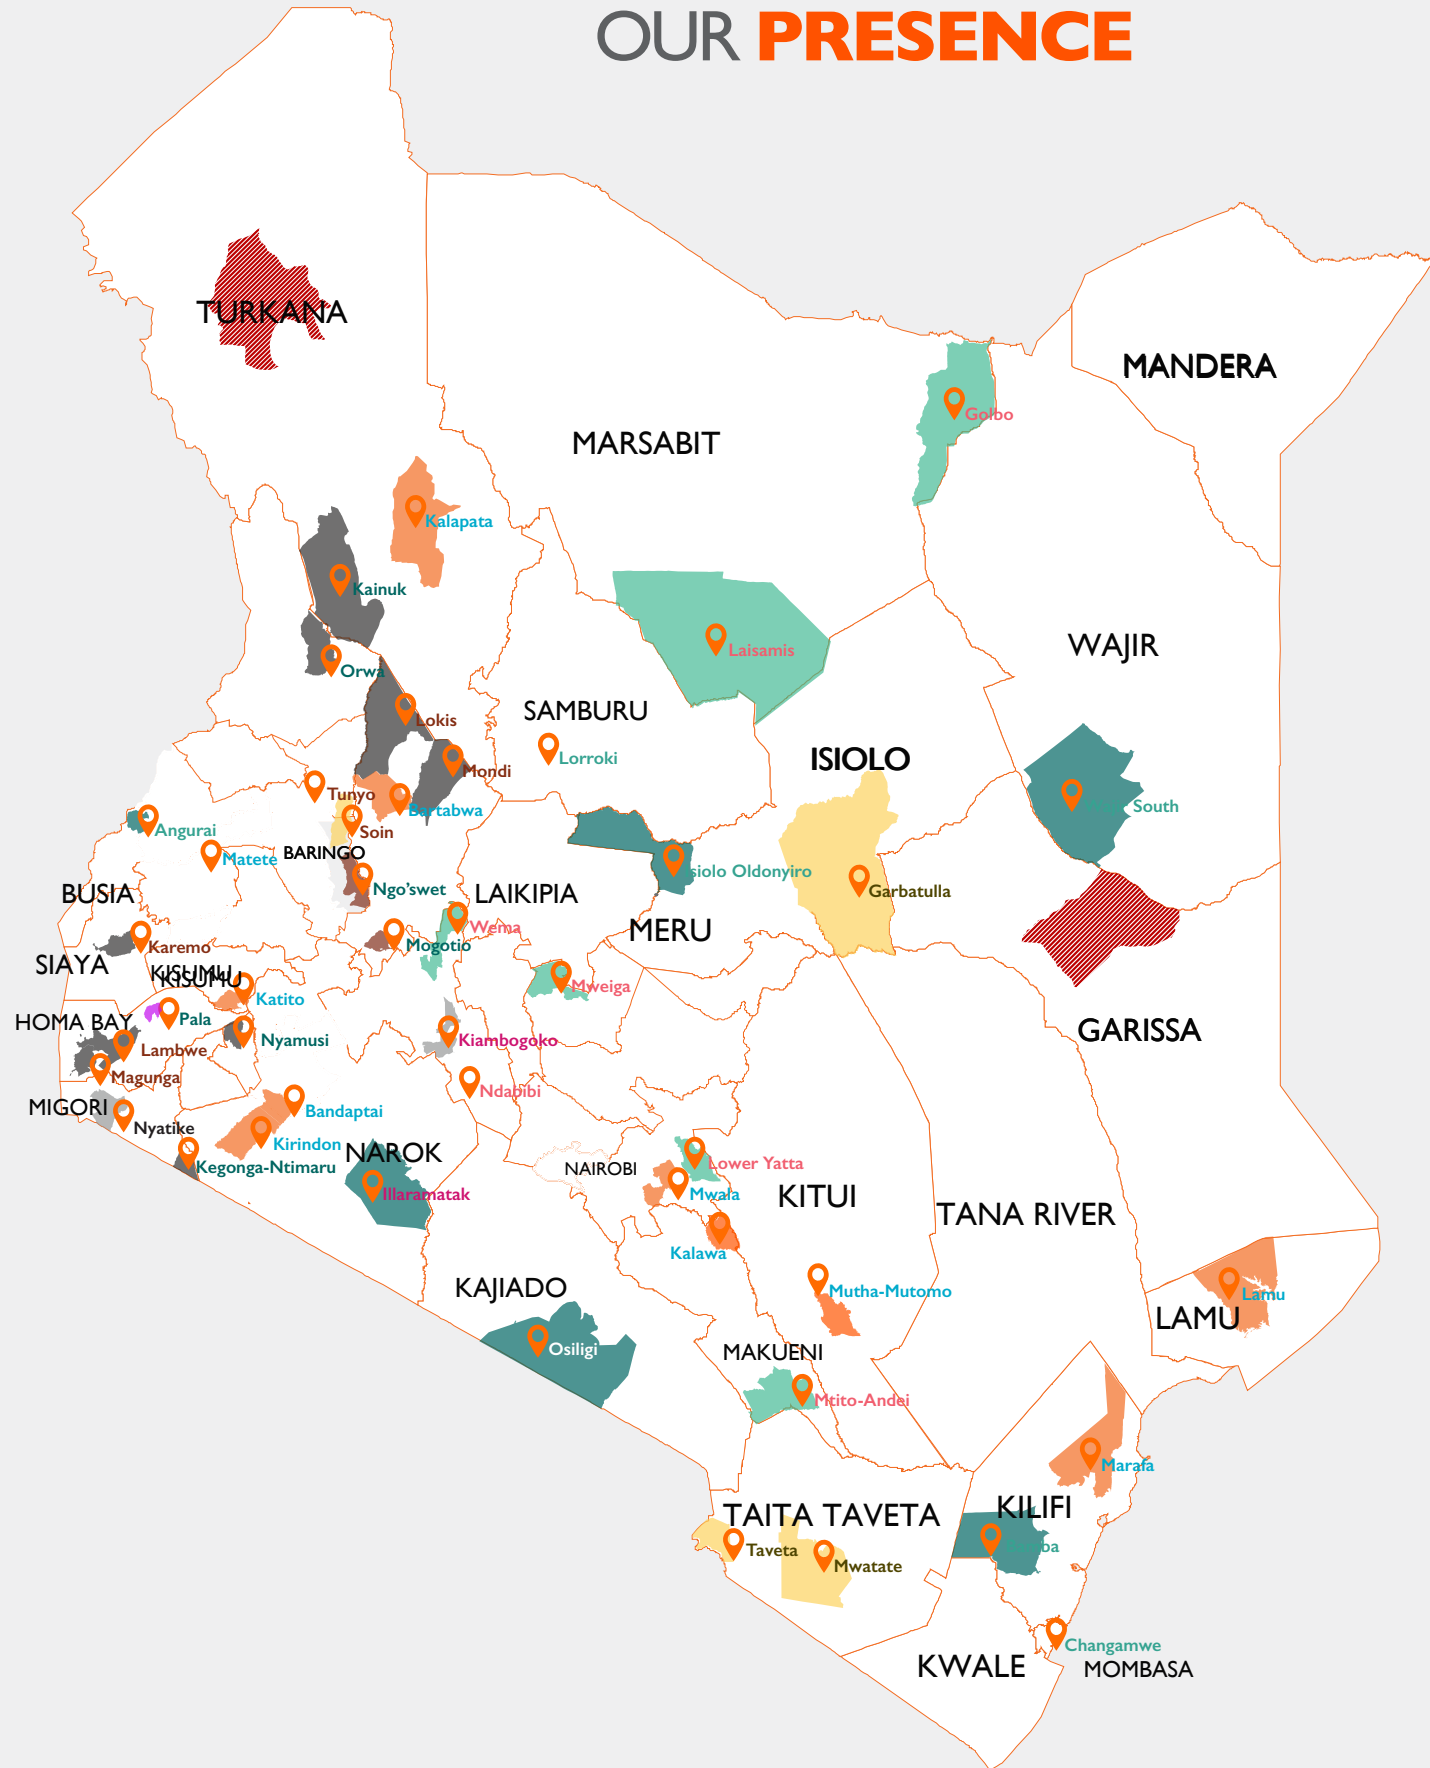 OUR PRESENCE
TURKANA
MANDERA
Golbo
MARSABIT
Kalapata
Kainuk
WAJIR
Laisamis
Orwa
SAMBURU
Lokis
Lorroki
ISIOLO
Mondi
Tunyo
Bartabwa
South
Angurai
Soin
BARINGO
Matete
Isiolo Oldonyiro
Ngo'swet
Garbatulla
BUSIA
LAIKIPIA
Wema
MERU
Karemo
Mogotio
SIAYA
KISUMU
KISUMU
Mweiga
Katito
HOMA BAY
Pala
Nyamusi
Kiambogoko
GARISSA
Lambwe
Magunga
Ndabibi
MIGORI
Bandaptai
Nyatike
Kirindon
NAROK
Kegonga-Ntimaru
NAIROBI
Lower Yatta
Illaramatak
Mwala
KITUI
TANA RIVER
Kalawa
KAJIADO
Mutha-Mutomo
Lamu
LAMU
Osiligi
MAKUENI
Mtito-Andei
Marafa
KILIFI
TAITA TAVETA
Taveta
Mwatate
Changamwe
KWALE
MOMBASA